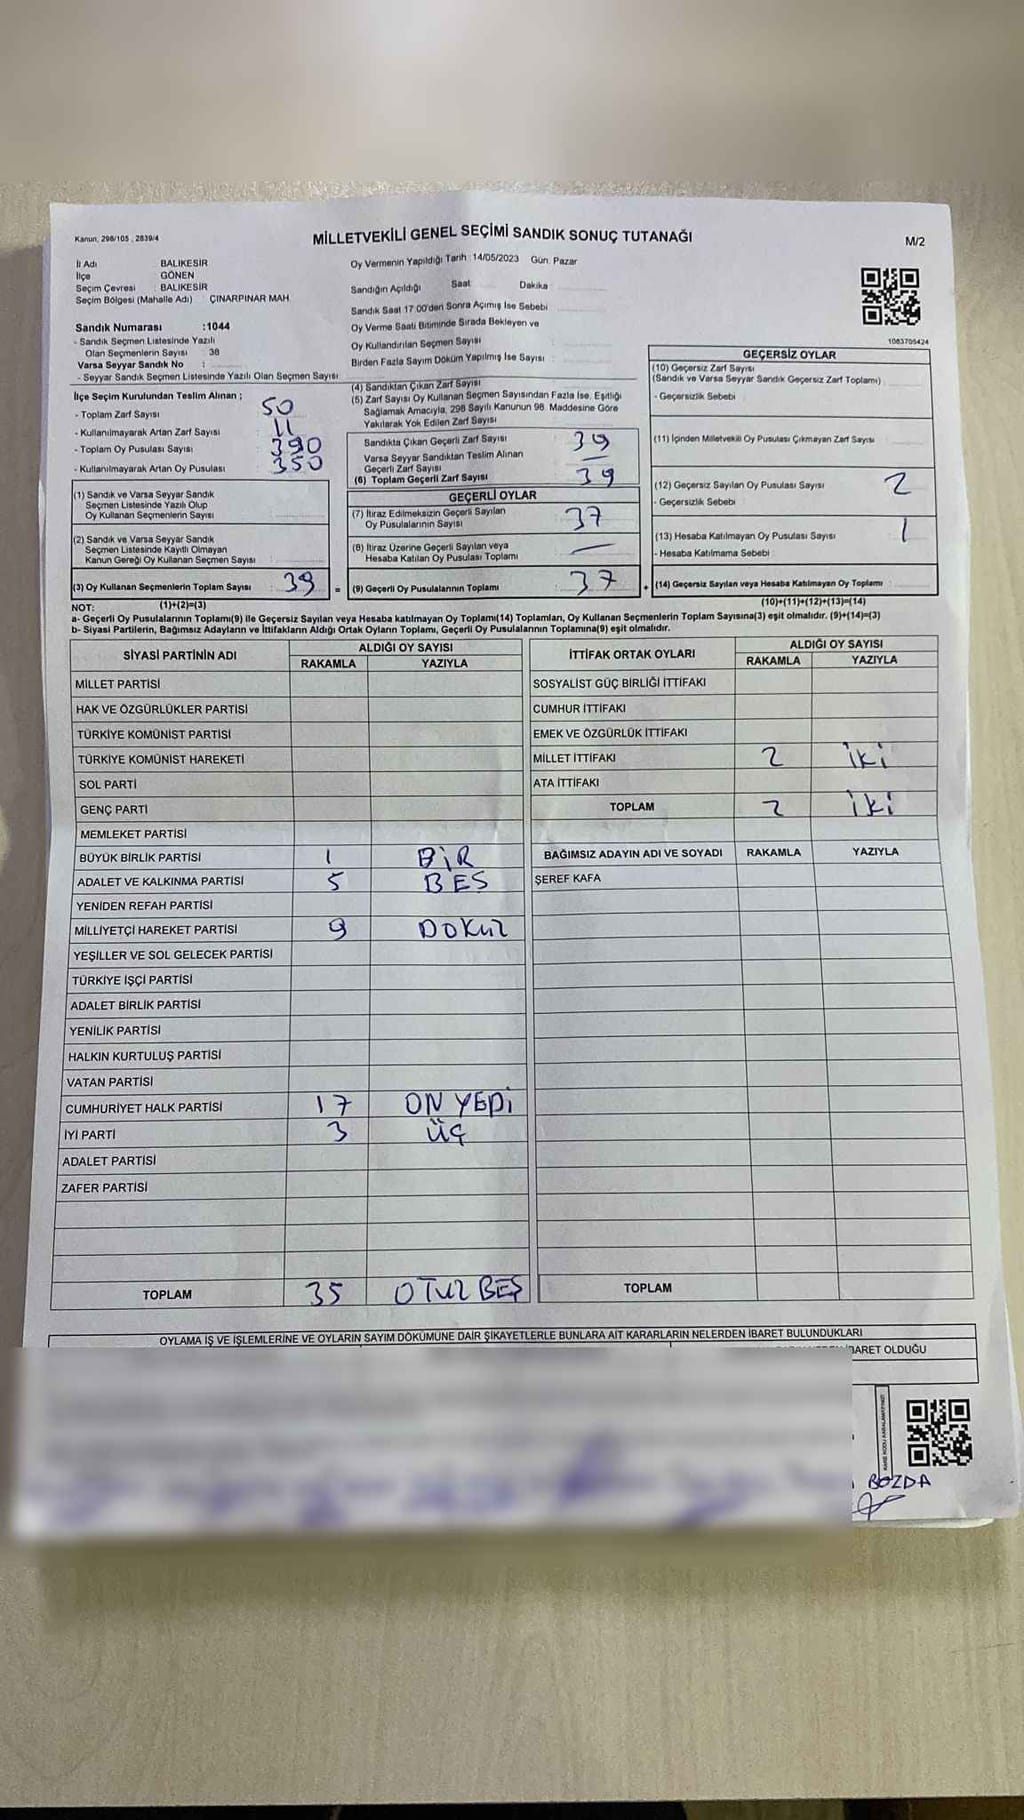 Kanun, 298/105 , 2839/4
MİLLETVEKİLİ GENEL SEÇİMİ SANDIK SONUÇ TUTANAĞI
M/2
İl Adı BALIKESİR
İlçe GÖNEN
Seçim Çevresi : BALIKESİR
Seçim Bölgesi (Mahalle Adı) ÇINARPINAR MAH.
Oy Vermenin Yapıldığı Tarih : 14/05/2023 Gün. Pazar
Sandığın Açıldığı Saat Dakika
Sandık Saat 17 00'den Sonra Açımış İse Sebebi
Oy Verme Saati Bitiminde Sırada Bekleyen ve
Oy Kullandırılan Seçmen Sayısı
Birden Fazla Sayım Döküm Yapılmış İse Sayısı
Sandık Numarası :1044
- Sandık Seçmen Listesinde Yazılı
Olan Seçmenlerin Sayısı 38
Varsa Seyyar Sandık No :
- Seyyar Sandık Seçmen Listesinde Yazılı Olan Seçmen Sayısı
1083705424
İlçe Seçim Kurulundan Teslim Alınan ;
- Toplam Zarf Sayısı 50
- Kullanılmayarak Artan Zarf Sayısı 11
- Toplam Oy Pusulası Sayısı 390
- Kullanılmayarak Artan Oy Pusulası 350
(1) Sandık ve Varsa Seyyar Sandık
Seçmen Listesinde Yazılı Olup
Oy Kullanan Seçmenlerin Sayısı
(2) Sandık ve Varsa Seyyar Sandık
Seçmen Listesinde Kayıtlı Olmayan
Kanun Gereği Oy Kullanan Seçmen Sayısı
(3) Oy Kullanan Seçmenlerin Toplam Sayısı 39 =
(1)+(2)=(3)
(4) Sandıktan Çıkan Zarf Sayısı
(5) Zarf Sayısı Oy Kullanan Seçmen Sayısından Fazla İse, Eşitliği
Sağlamak Amacıyla, 298 Sayılı Kanunun 98. Maddesine Göre
Yakılarak Yok Edilen Zarf Sayısı
Sandıkta Çıkan Geçerli Zarf Sayısı 39
Varsa Seyyar Sandıktan Teslim Alınan
Geçerli Zarf Sayısı —
(6) Toplam Geçerli Zarf Sayısı 39
GEÇERLİ OYLAR
(7) İtiraz Edilmeksizin Geçerli Sayılan
Oy Pusulalarının Sayısı 37
(8) İtiraz Üzerine Geçerli Sayılan veya
Hesaba Katılan Oy Pusulası Toplamı —
(9) Geçerli Oy Pusulalarının Toplamı 37 +
GEÇERSİZ OYLAR
(10) Geçersiz Zarf Sayısı
(Sandık ve Varsa Seyyar Sandık Geçersiz Zarf Toplamı)
- Geçersizlik Sebebi
(11) İçinden Milletvekili Oy Pusulası Çıkmayan Zarf Sayısı
(12) Geçersiz Sayılan Oy Pusulası Sayısı 2
- Geçersizlik Sebebi
(13) Hesaba Katılmayan Oy Pusulası Sayısı 1
- Hesaba Katılmama Sebebi
(14) Geçersiz Sayılan veya Hesaba Katılmayan Oy Toplamı
(10)+(11)+(12)+(13)=(14)
NOT:
a- Geçerli Oy Pusulalarının Toplamı(9) ile Geçersiz Sayılan veya Hesaba katılmayan Oy Toplamı(14) Toplamları, Oy Kullanan Seçmenlerin Toplam Sayısına(3) eşit olmalıdır. (9)+(14)=(3)
b- Siyasi Partilerin, Bağımsız Adayların ve İttifakların Aldığı Ortak Oyların Toplamı, Geçerli Oy Pusulalarının Toplamına(9) eşit olmalıdır.
SİYASİ PARTİNİN ADI ALDIĞI OY SAYISI
RAKAMLA YAZIYLA
MİLLET PARTİSİ
HAK VE ÖZGÜRLÜKLER PARTİSİ
TÜRKİYE KOMÜNİST PARTİSİ
TÜRKİYE KOMÜNİST HAREKETİ
SOL PARTİ
GENÇ PARTİ
MEMLEKET PARTİSİ
BÜYÜK BİRLİK PARTİSİ 1 BİR
ADALET VE KALKINMA PARTİSİ 5 BES
YENİDEN REFAH PARTİSİ
MİLLİYETÇİ HAREKET PARTİSİ 9 DOKUZ
YEŞİLLER VE SOL GELECEK PARTİSİ
TÜRKİYE İŞÇİ PARTİSİ
ADALET BİRLİK PARTİSİ
YENİLİK PARTİSİ
HALKIN KURTULUŞ PARTİSİ
VATAN PARTİSİ
CUMHURİYET HALK PARTİSİ 17 ON YEDİ
İYİ PARTİ 3 ÜÇ
ADALET PARTİSİ
ZAFER PARTİSİ
TOPLAM 35 OTUZ BEŞ
İTTİFAK ORTAK OYLARI ALDIĞI OY SAYISI
RAKAMLA YAZIYLA
SOSYALİST GÜÇ BİRLİĞİ İTTİFAKI
CUMHUR İTTİFAKI
EMEK VE ÖZGÜRLÜK İTTİFAKI
MİLLET İTTİFAKI 2 İKİ
ATA İTTİFAKI
TOPLAM 2 İKİ
BAĞIMSIZ ADAYIN ADI VE SOYADI RAKAMLA YAZIYLA
ŞEREF KAFA
TOPLAM
OYLAMA İŞ VE İŞLEMLERİNE VE OYLARIN SAYIM DÖKÜMÜNE DAİR ŞİKAYETLERLE BUNLARA AİT KARARLARIN NELERDEN İBARET BULUNDUKLARI
BARET OLDUĞU
KARE KODU KARALAMAYINIZ!
BOZDA